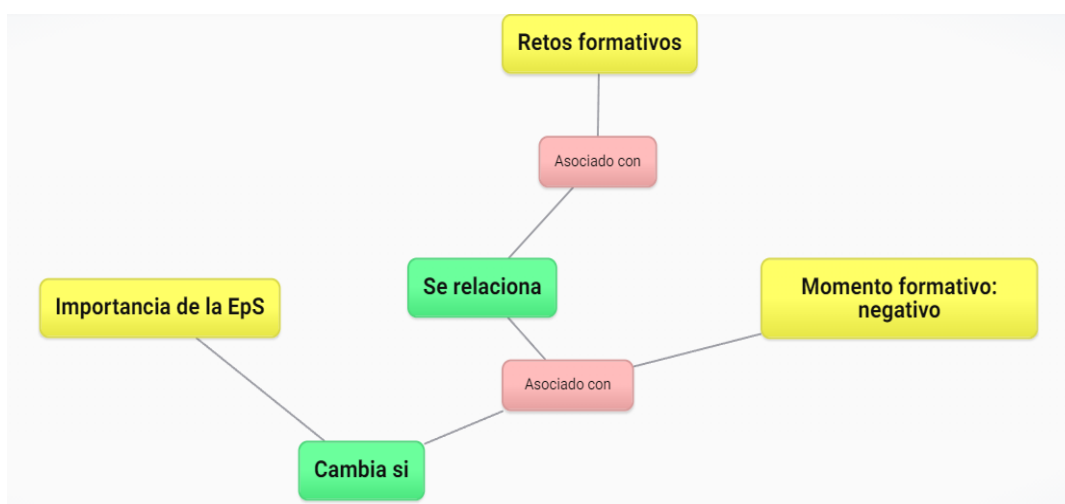 Retos formativos
Asociado con
Se relaciona
Importancia de la EpS
Momento formativo:
negativo
Asociado con
Cambia si